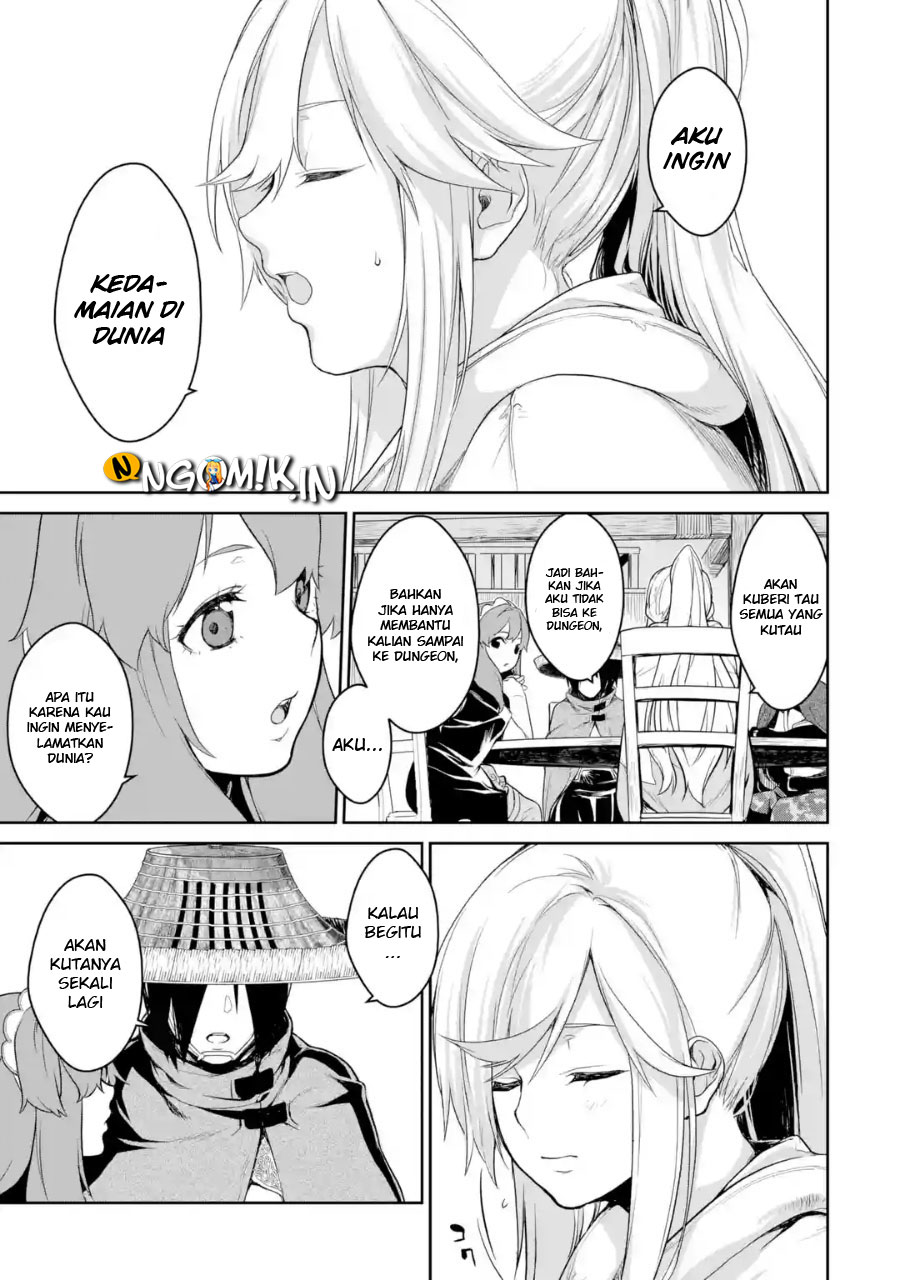 AKU
INGIN
KEDA-
MAIAN DI
DUNIA
NGOM!K.IN
AKAN
KUBERI TAU
SEMUA YANG
KUTAU
JADI BAH-
KAN JIKA
AKU TIDAK
BISA KE
DUNGEON,
BAHKAN
JIKA HANYA
MEMBANTU
KALIAN SAMPAI
KE DUNGEON,
AKU...
APA ITU
KARENA KAU
INGIN MENYE-
LAMATKAN
DUNIA?
KALAU
BEGITU
...
AKAN
KUTANYA
SEKALI
LAGI